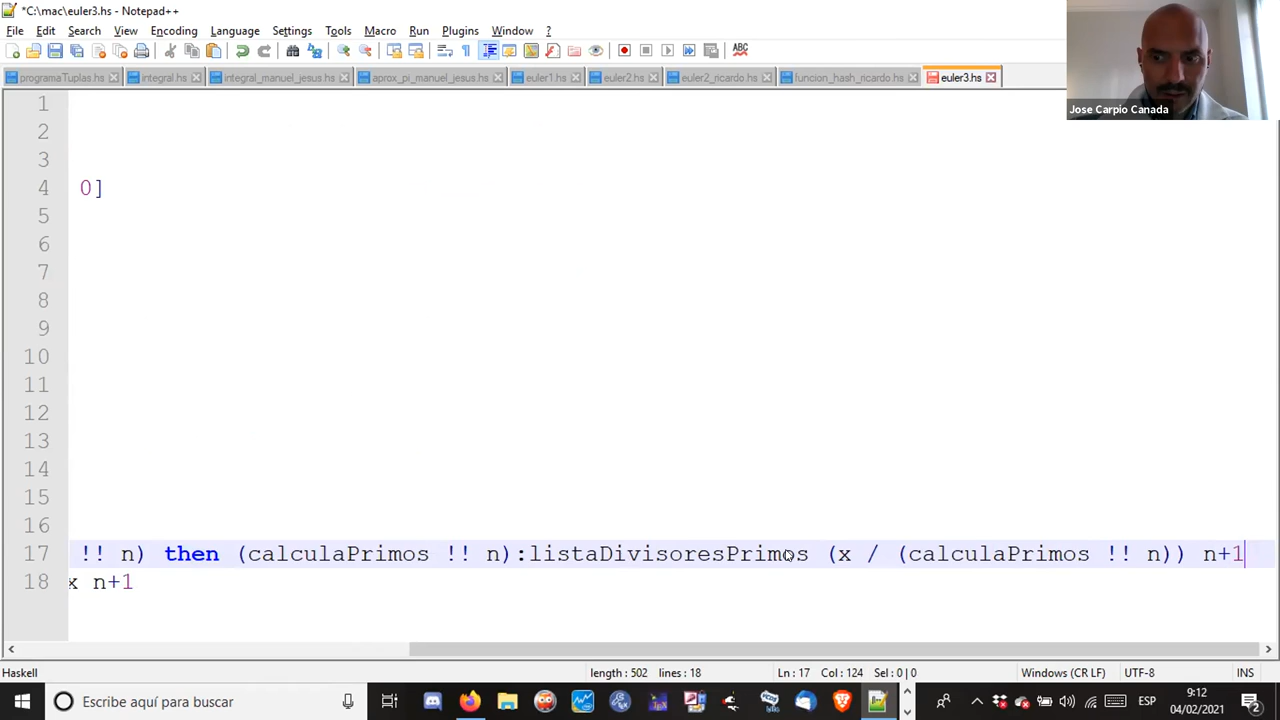 *C:\mac\euler3.hs - Notepad++
File Edit Search View Encoding Language Settings Tools Macro Run Plugins Window ?
programaTuplas.hs integral.hs integral_manuel_jesus.hs aprox_pi_manuel_jesus.hs euler1.hs euler2.hs euler2_ricardo.hs funcion_hash_ricardo.hs euler3.hs
Jose Carpio Canada
1
2
3
4 0]
5
6
7
8
9
10
11
12
13
14
15
16
17 !! n) then (calculaPrimos !! n):listaDivisoresPrimos (x / (calculaPrimos !! n)) n+1
18 x n+1
Haskell length : 502 lines : 18 Ln : 17 Col : 124 Sel : 0 | 0 Windows (CR LF) UTF-8 INS
Escribe aquí para buscar ESP 9:12
04/02/2021 2